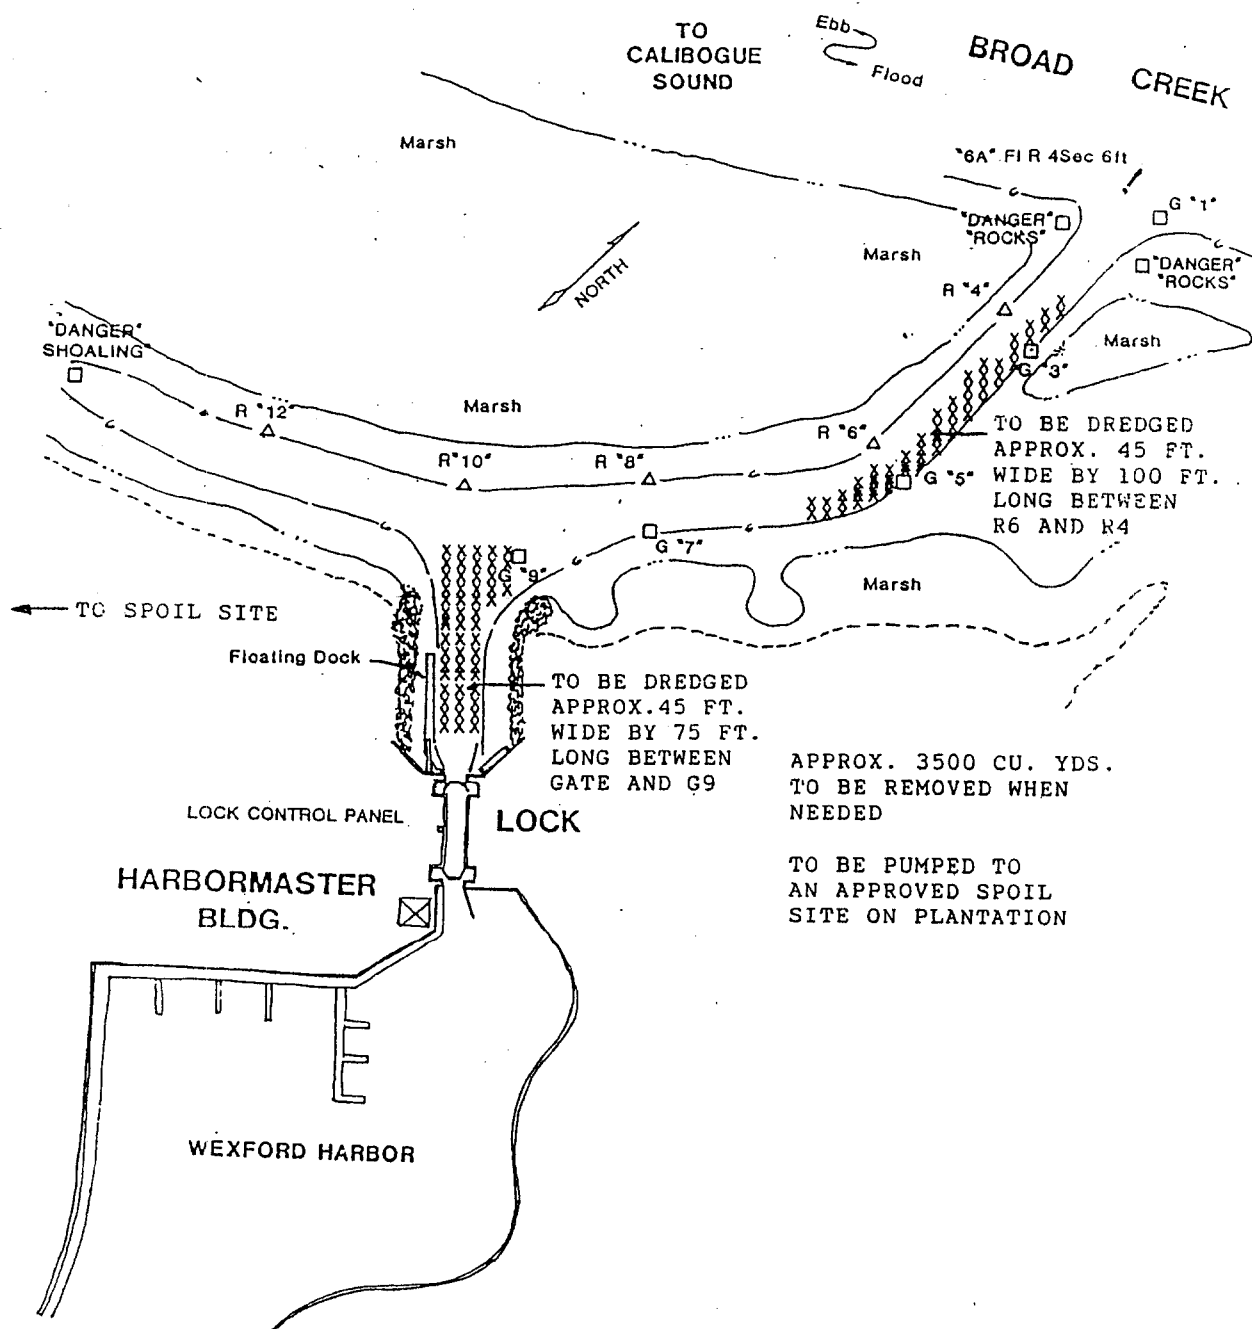 TO
CALIBOGUE
SOUND
Ebb
Flood
BROAD CREEK
Marsh
"6A" Fl R 4Sec 6ft
G "1"
"DANGER"
"ROCKS"
"DANGER"
"ROCKS"
Marsh
NORTH
R "4"
"DANGER"
SHOALING"
Marsh
G "3"
R "12"
Marsh
R "6"
TO BE DREDGED
APPROX. 45 FT.
WIDE BY 100 FT.
LONG BETWEEN
R6 AND R4
R "10"
R "8"
G "5"
G "7"
G "9"
Marsh
TO SPOIL SITE
Floating Dock
TO BE DREDGED
APPROX.45 FT.
WIDE BY 75 FT.
LONG BETWEEN
GATE AND G9
APPROX. 3500 CU. YDS.
TO BE REMOVED WHEN
NEEDED
LOCK CONTROL PANEL
LOCK
TO BE PUMPED TO
AN APPROVED SPOIL
SITE ON PLANTATION
HARBORMASTER
BLDG.
WEXFORD HARBOR